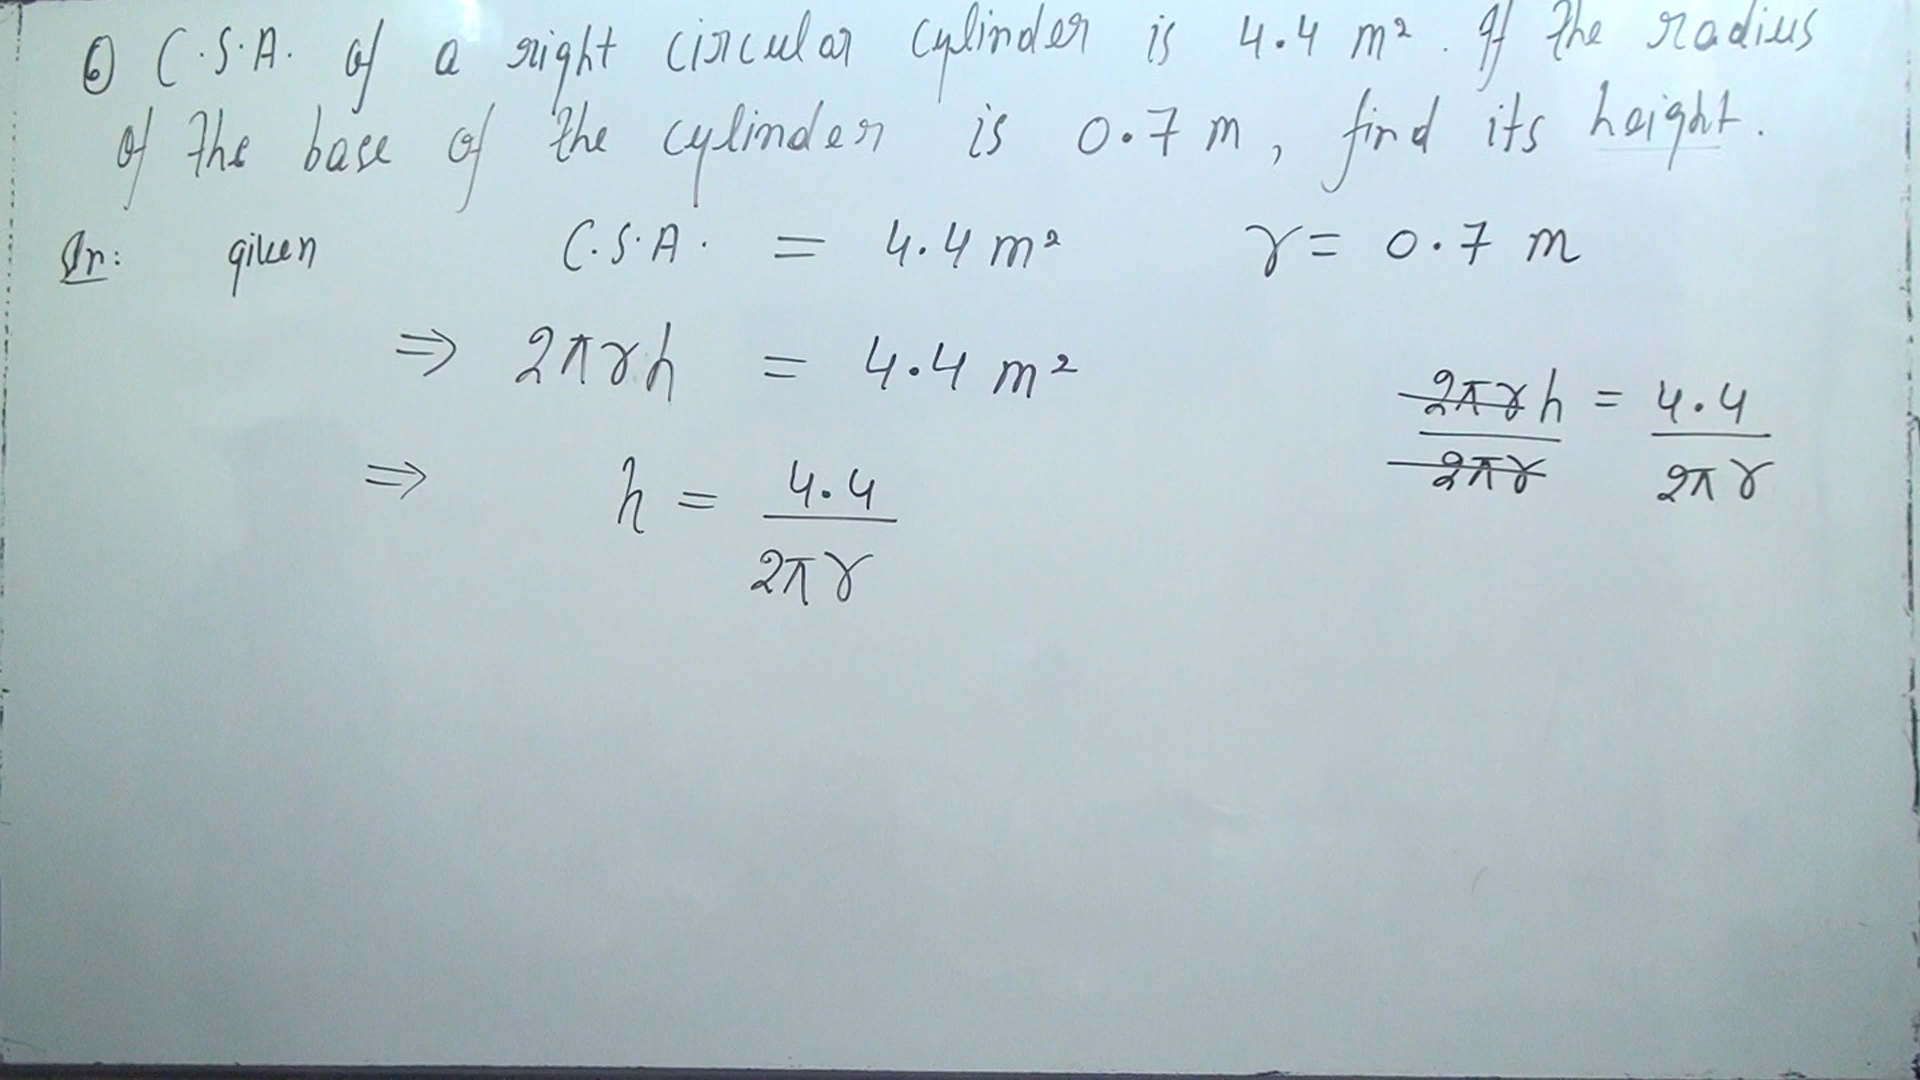 ⑥ C.S.A. of a right circular cylinder is 4.4 m². If the radius
of the base of the cylinder is 0.7 m, find its height.
Sn: given C.S.A. = 4.4 m² r = 0.7 m
⇒ 2πrh = 4.4 m²
2πrh / 2πr = 4.4 / 2πr
⇒ h = 4.4 / 2πr